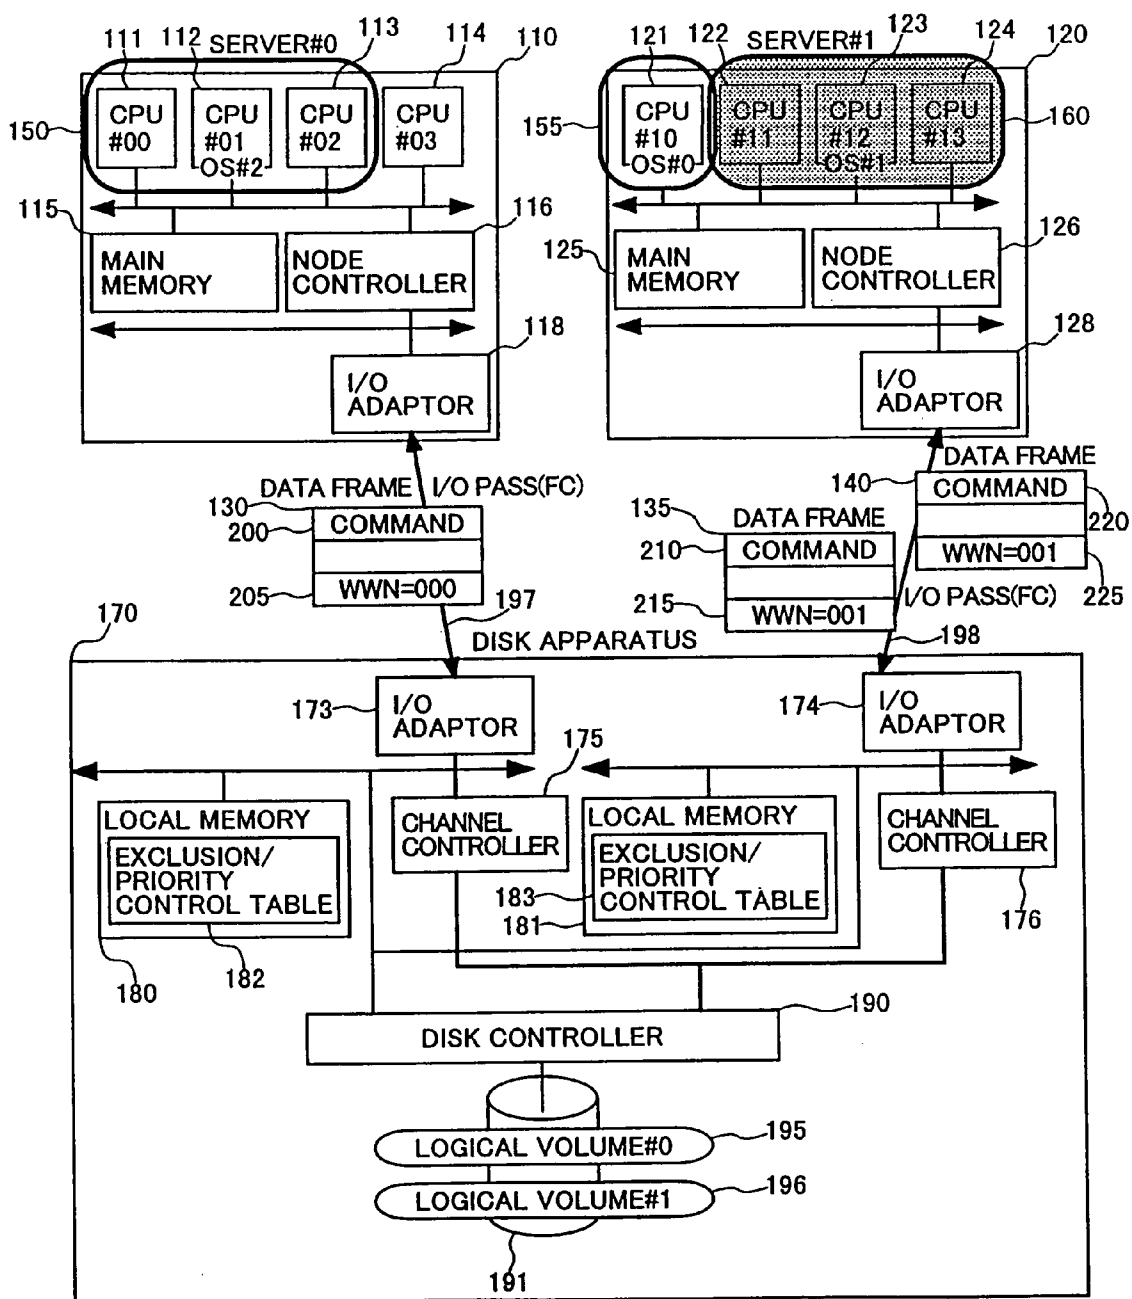 111
112
SERVER#0
113
114
110
CPU
#00
CPU
#01
OS#2
CPU
#02
CPU
#03
150
115
116
MAIN
MEMORY
NODE
CONTROLLER
118
I/O
ADAPTOR
121
122
SERVER#1
123
124
120
155
CPU
#10
OS#0
CPU
#11
CPU
#12
OS#1
CPU
#13
160
125
126
MAIN
MEMORY
NODE
CONTROLLER
128
I/O
ADAPTOR
DATA FRAME
I/O PASS(FC)
130
200
COMMAND
205
WWN=000
197
DATA FRAME
140
COMMAND
220
WWN=001
225
135
DATA FRAME
210
COMMAND
215
WWN=001
I/O PASS(FC)
198
170
DISK APPARATUS
173
I/O
ADAPTOR
174
I/O
ADAPTOR
175
LOCAL MEMORY
EXCLUSION/
PRIORITY
CONTROL TABLE
CHANNEL
CONTROLLER
LOCAL MEMORY
EXCLUSION/
PRIORITY
CONTROL TABLE
183
181
CHANNEL
CONTROLLER
176
180
182
190
DISK CONTROLLER
LOGICAL VOLUME#0
195
LOGICAL VOLUME#1
196
191